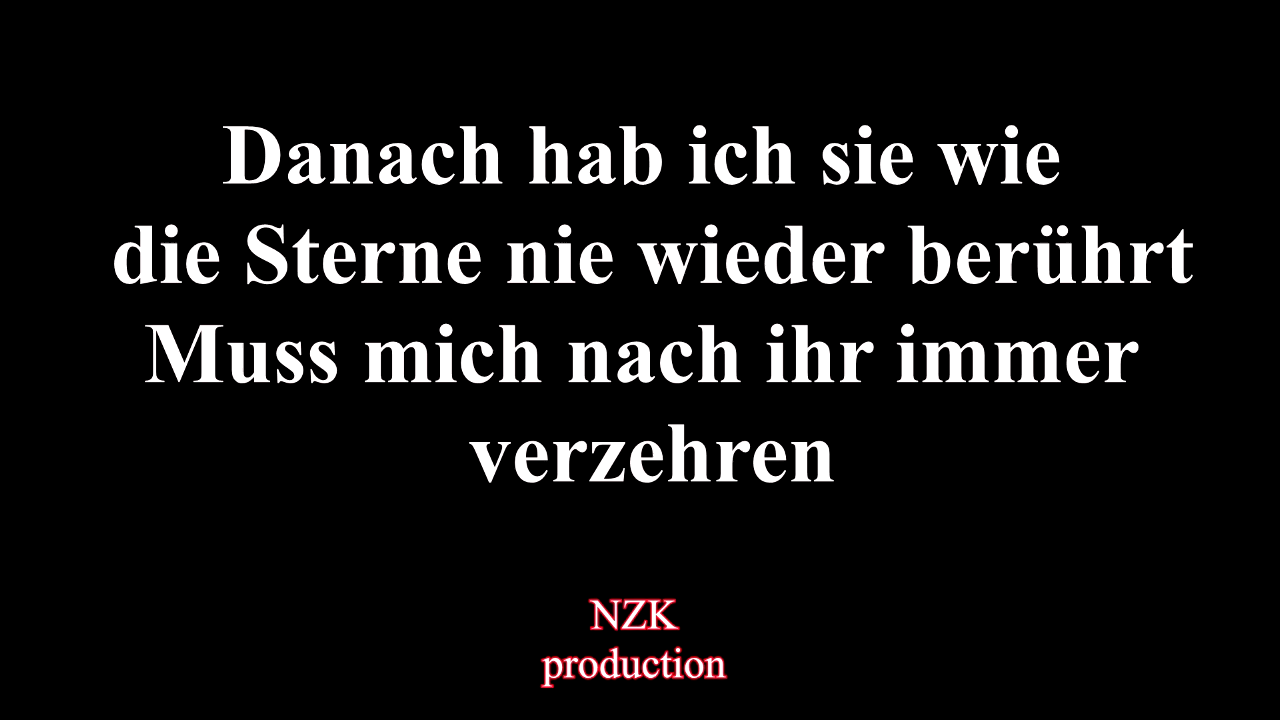 Danach hab ich sie wie
die Sterne nie wieder berührt
Muss mich nach ihr immer
verzehren
NZK
production